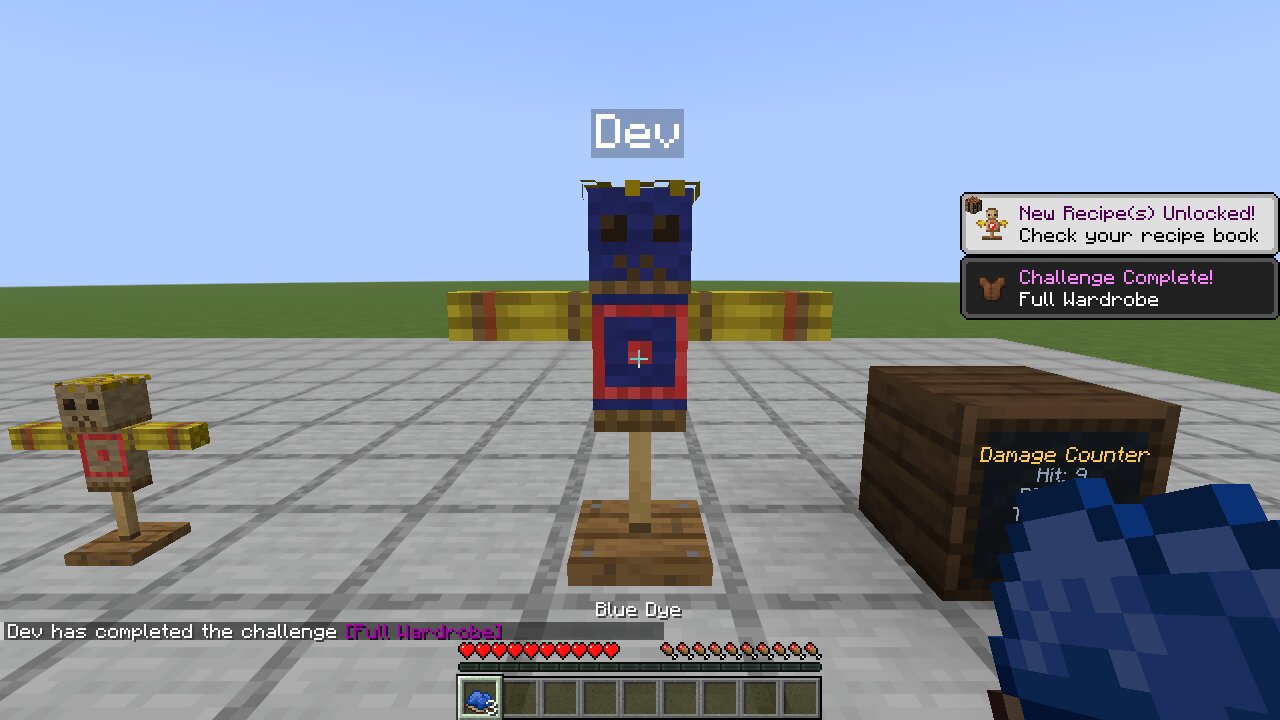 Dev
New Recipe(s) Unlocked!
Check your recipe book
Challenge Complete!
Full Wardrobe
Damage Counter
Hit: 9
Blue Dye
Dev has completed the challenge [Full Wardrobe]